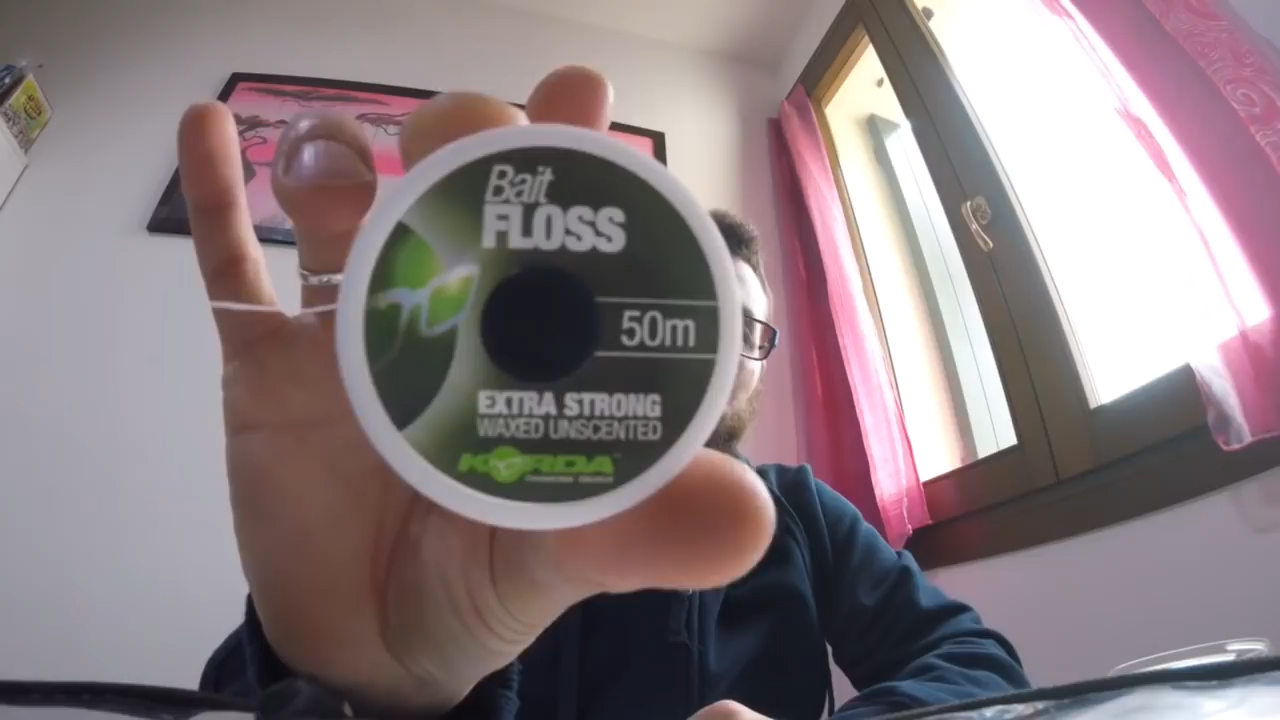 Bait
FLOSS
50m
EXTRA STRONG
WAXED UNSCENTED
KORDA